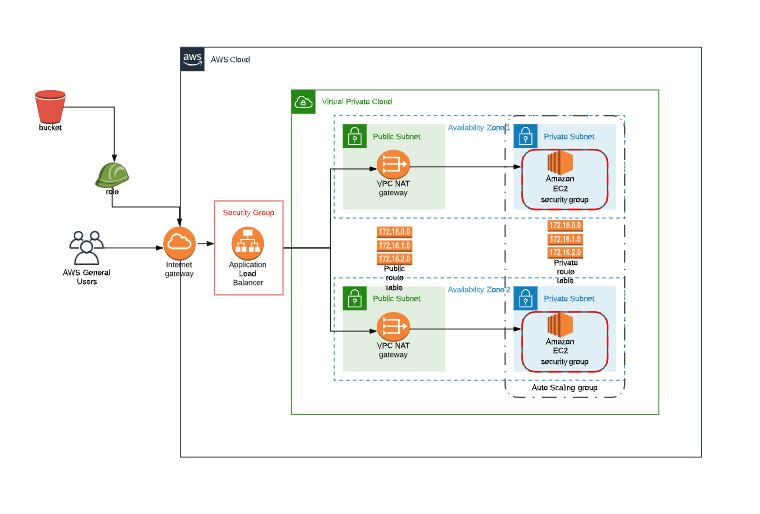 aws
AWS Cloud
Virtual Private Cloud
bucket
role
AWS General
Users
Internet
gateway
Security Group
Application
Load
Balancer
Availability Zone 1
Public Subnet
VPC NAT
gateway
Private Subnet
Amazon
EC2
security group
172.16.0.0
172.16.1.0
172.16.2.0
Public
route
table
172.16.0.0
172.16.1.0
172.16.2.0
Private
route
table
Availability Zone 2
Public Subnet
VPC NAT
gateway
Private Subnet
Amazon
EC2
security group
Auto Scaling group